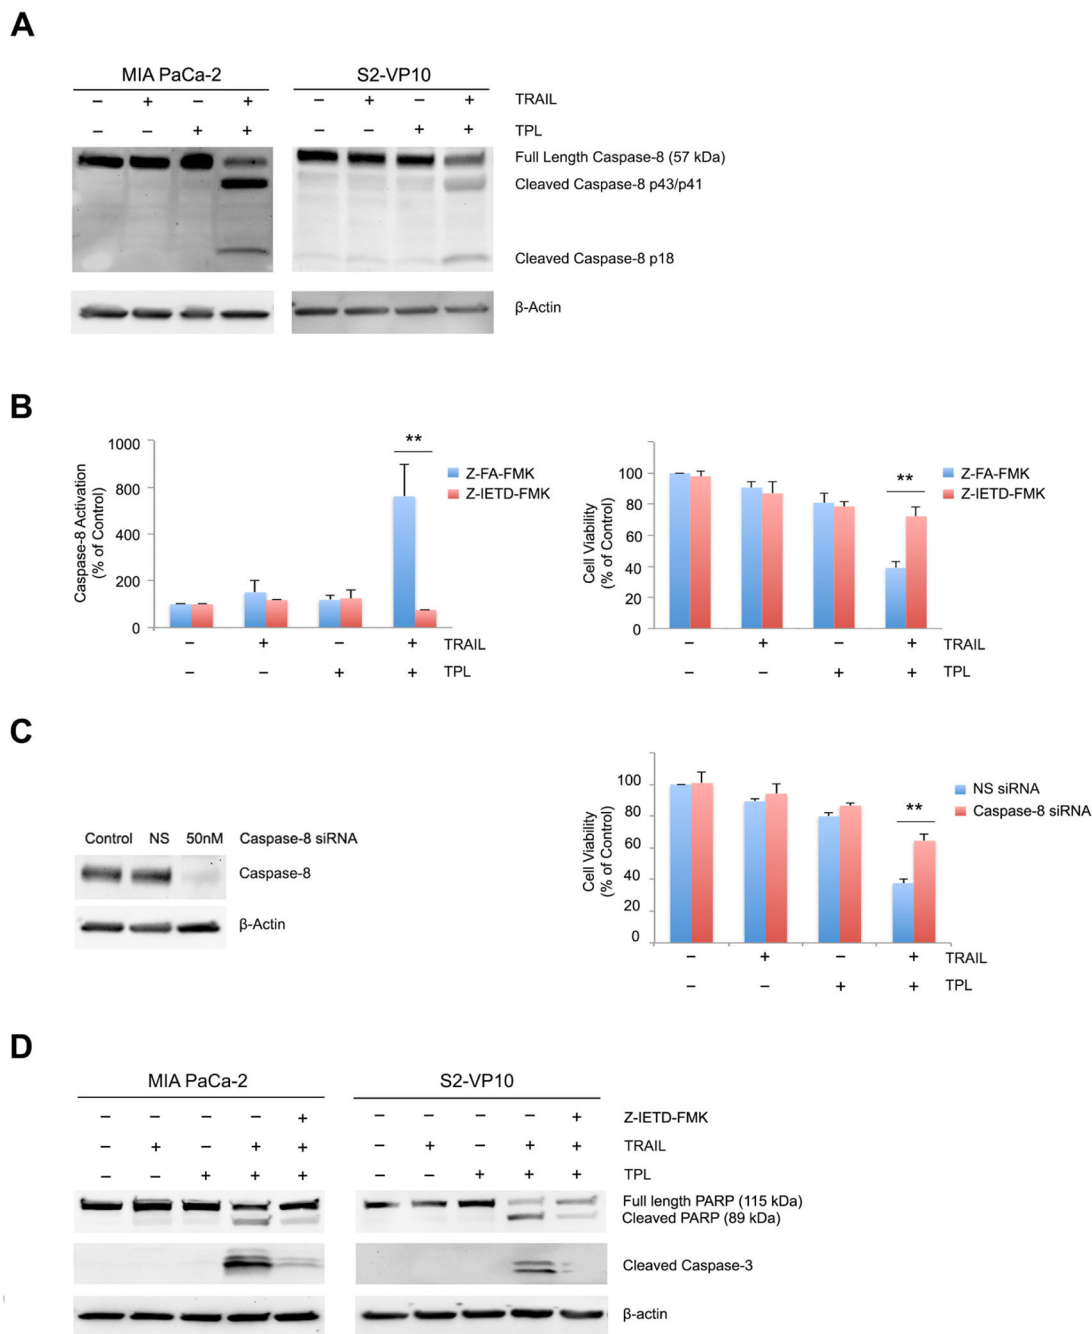 A
MIA PaCa-2 S2-VP10
– + – + – + – + TRAIL
– – + + – – + + TPL
Full Length Caspase-8 (57 kDa)
Cleaved Caspase-8 p43/p41
Cleaved Caspase-8 p18
β-Actin
B
Caspase-8 Activation
(% of Control)
1000
800
400
200
0
**
Z-FA-FMK
Z-IETD-FMK
– + – + TRAIL
– – + + TPL
Cell Viability
(% of Control)
100
80
60
40
20
0
**
Z-FA-FMK
Z-IETD-FMK
– + – + TRAIL
– – + + TPL
C
Control NS 50nM Caspase-8 siRNA
Caspase-8
β-Actin
Cell Viability
(% of Control)
100
80
60
40
20
0
**
NS siRNA
Caspase-8 siRNA
– + – + TRAIL
– – + + TPL
D
MIA PaCa-2 S2-VP10
– – – – + – – – – + Z-IETD-FMK
– + – + + – + – + + TRAIL
– – + + + – – + + + TPL
Full length PARP (115 kDa)
Cleaved PARP (89 kDa)
Cleaved Caspase-3
β-actin